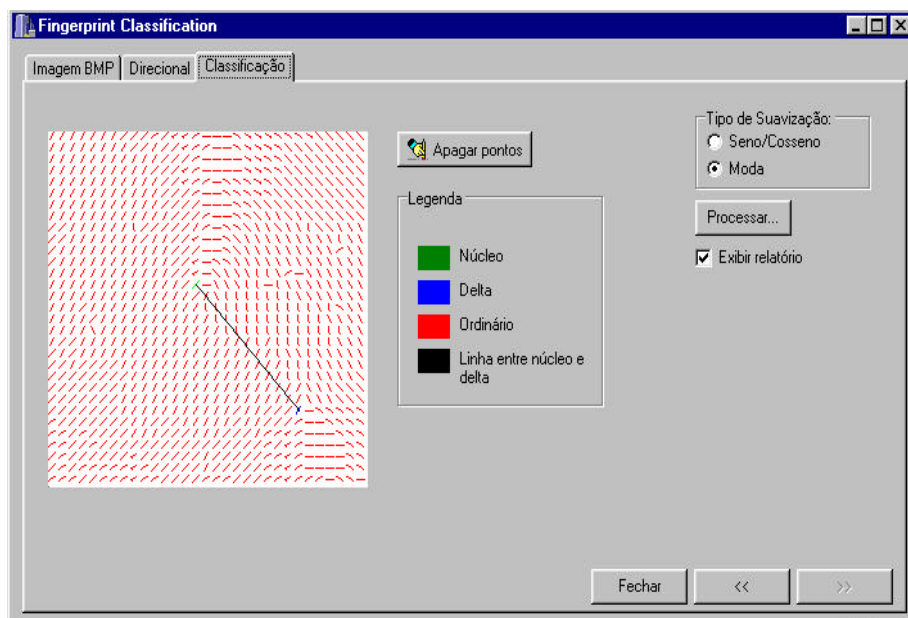 Fingerprint Classification
Imagem BMP
Direcional
Classificação
Apagar pontos
Legenda
Núcleo
Delta
Ordinário
Linha entre núcleo e
delta
Tipo de Suavização:
Seno/Cosseno
Moda
Processar...
Exibir relatório
Fechar
<<
>>